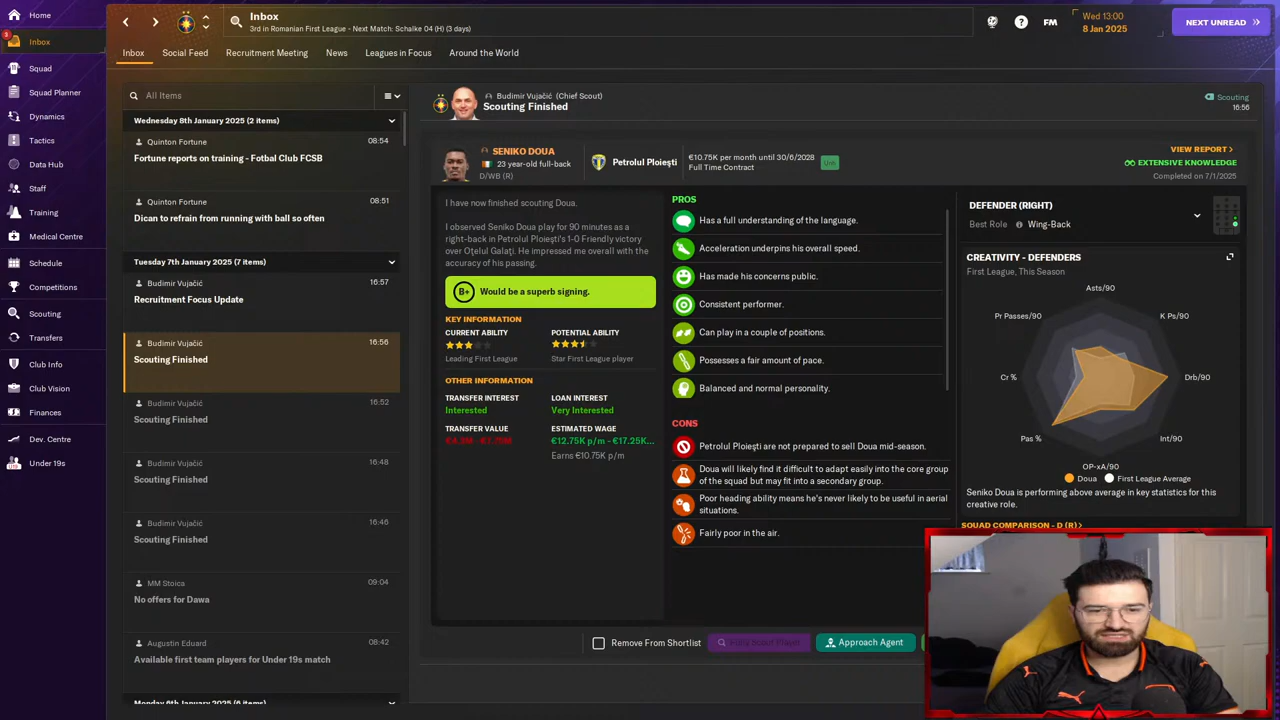 Home
Inbox
3rd in Romanian First League - Next Match: Schalke 04 (H) (3 days)
FM
Wed 13:00
8 Jan 2025
NEXT UNREAD
3
Inbox
Squad
Squad Planner
Dynamics
Tactics
Data Hub
Staff
Training
Medical Centre
Schedule
Competitions
Scouting
Transfers
Club Info
Club Vision
Finances
Dev. Centre
Under 19s
Inbox
Social Feed
Recruitment Meeting
News
Leagues in Focus
Around the World
All Items
Wednesday 8th January 2025 (2 items)
Quinton Fortune
08:54
Fortune reports on training - Fotbal Club FCSB
Quinton Fortune
08:51
Dican to refrain from running with ball so often
Tuesday 7th January 2025 (7 items)
Budimir Vujačić
16:57
Recruitment Focus Update
Budimir Vujačić
16:56
Scouting Finished
Budimir Vujačić
16:52
Scouting Finished
Budimir Vujačić
16:48
Scouting Finished
Budimir Vujačić
16:46
Scouting Finished
MM Stoica
09:04
No offers for Dawa
Augustin Eduard
08:42
Available first team players for Under 19s match
Monday 6th January 2025 (6 items)
Budimir Vujačić (Chief Scout)
Scouting Finished
Scouting
16:56
SENIKO DOUA
23 year-old full-back
D/WB (R)
Petrolul Ploiești
€10.75K per month until 30/6/2028
Full Time Contract
VIEW REPORT
EXTENSIVE KNOWLEDGE
Completed on 7/1/2025
I have now finished scouting Doua.
I observed Seniko Doua play for 90 minutes as a
right-back in Petrolul Ploiești's 1-0 Friendly victory
over Oțelul Galați. He impressed me overall with the
accuracy of his passing.
B+
Would be a superb signing.
KEY INFORMATION
CURRENT ABILITY
POTENTIAL ABILITY
Leading First League
Star First League player
OTHER INFORMATION
TRANSFER INTEREST
LOAN INTEREST
Interested
Very Interested
TRANSFER VALUE
ESTIMATED WAGE
€12.75K p/m - €17.25K...
Earns €10.75K p/m
PROS
Has a full understanding of the language.
Acceleration underpins his overall speed.
Has made his concerns public.
Consistent performer.
Can play in a couple of positions.
Possesses a fair amount of pace.
Balanced and normal personality.
CONS
Petrolul Ploiești are not prepared to sell Doua mid-season.
Doua will likely find it difficult to adapt easily into the core group
of the squad but may fit into a secondary group.
Poor heading ability means he's never likely to be useful in aerial
situations.
Fairly poor in the air.
DEFENDER (RIGHT)
Best Role
Wing-Back
CREATIVITY - DEFENDERS
First League, This Season
Asts/90
Pr Passes/90
K Ps/90
Cr %
Drb/90
Pas %
Int/90
OP-xA/90
Doua
First League Average
Seniko Doua is performing above average in key statistics for this
creative role.
SQUAD COMPARISON - D (R)
Remove From Shortlist
Fully Scout Player
Approach Agent